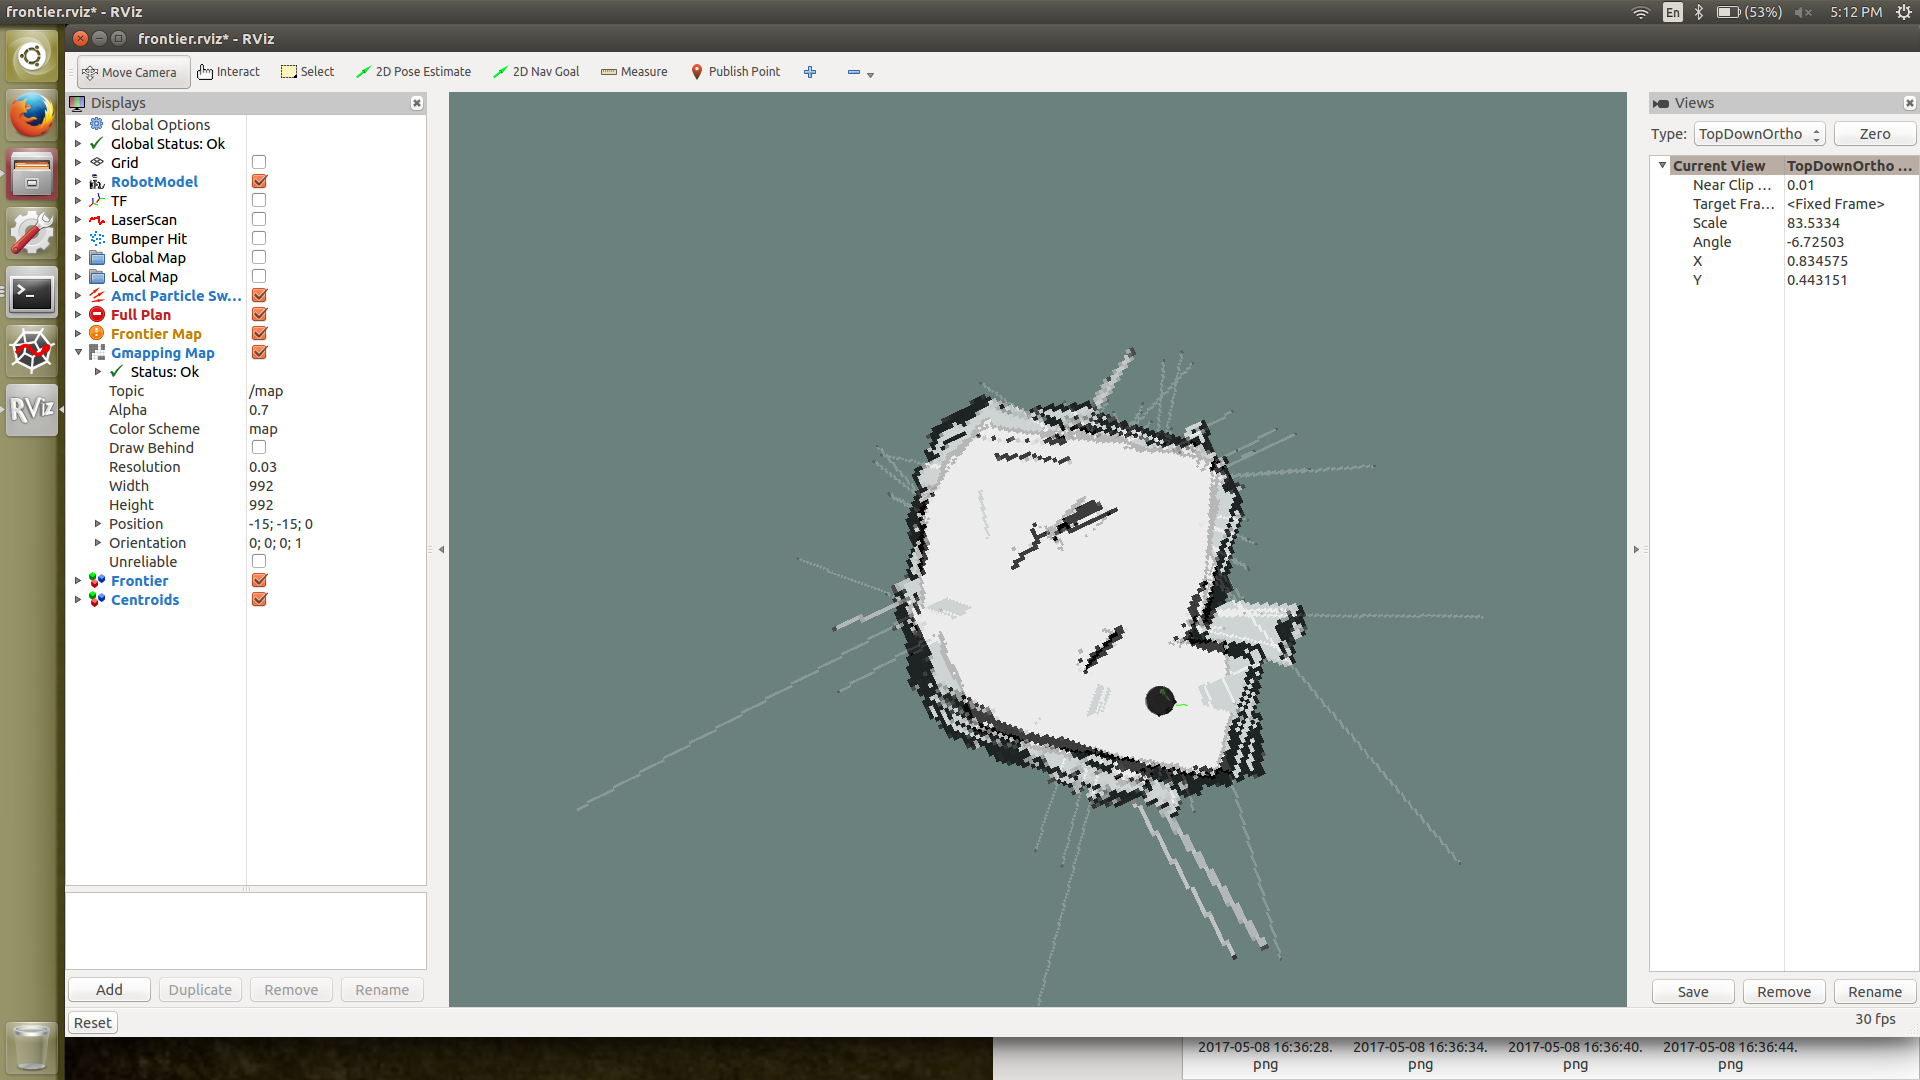 frontier.rviz* - RViz
En
(53%)
5:12 PM
frontier.rviz* - RViz
Move Camera
Interact
Select
2D Pose Estimate
2D Nav Goal
Measure
Publish Point
Displays
Global Options
Global Status: Ok
Grid
RobotModel
TF
LaserScan
Bumper Hit
Global Map
Local Map
Amcl Particle Sw...
Full Plan
Frontier Map
Gmapping Map
Status: Ok
Topic /map
Alpha 0.7
Color Scheme map
Draw Behind
Resolution 0.03
Width 992
Height 992
Position -15; -15; 0
Orientation 0; 0; 0; 1
Unreliable
Frontier
Centroids
Add
Duplicate
Remove
Rename
Reset
RViz
Views
Type: TopDownOrtho
Zero
Current View TopDownOrtho ...
Near Clip ... 0.01
Target Fra... <Fixed Frame>
Scale 83.5334
Angle -6.72503
X 0.834575
Y 0.443151
Save
Remove
Rename
30 fps
2017-05-08 16:36:28.
png
2017-05-08 16:36:34.
png
2017-05-08 16:36:40.
png
2017-05-08 16:36:44.
png